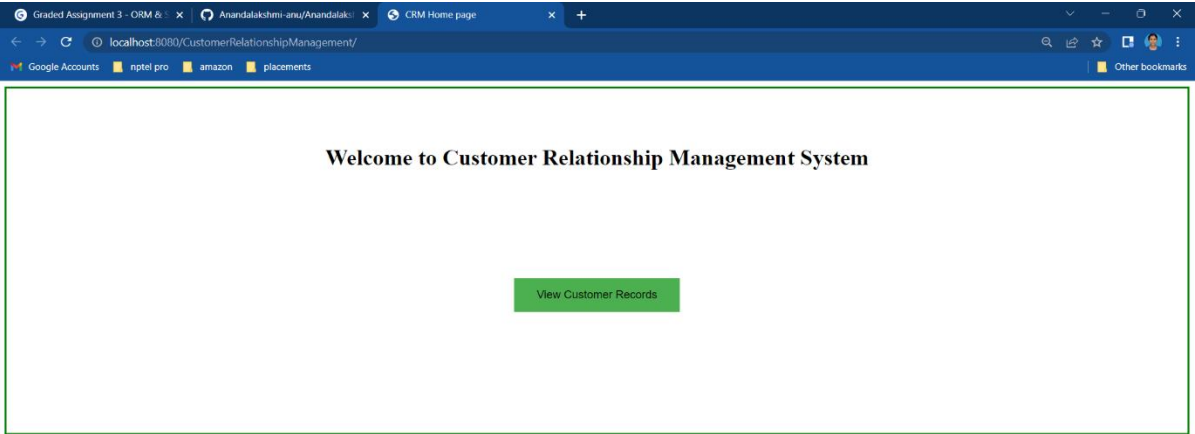 Graded Assignment 3 - ORM &
Anandalakshmi-anu/Anandalaks
CRM Home page
localhost:8080/CustomerRelationshipManagement/
Google Accounts nptel pro amazon placements Other bookmarks
Welcome to Customer Relationship Management System
View Customer Records